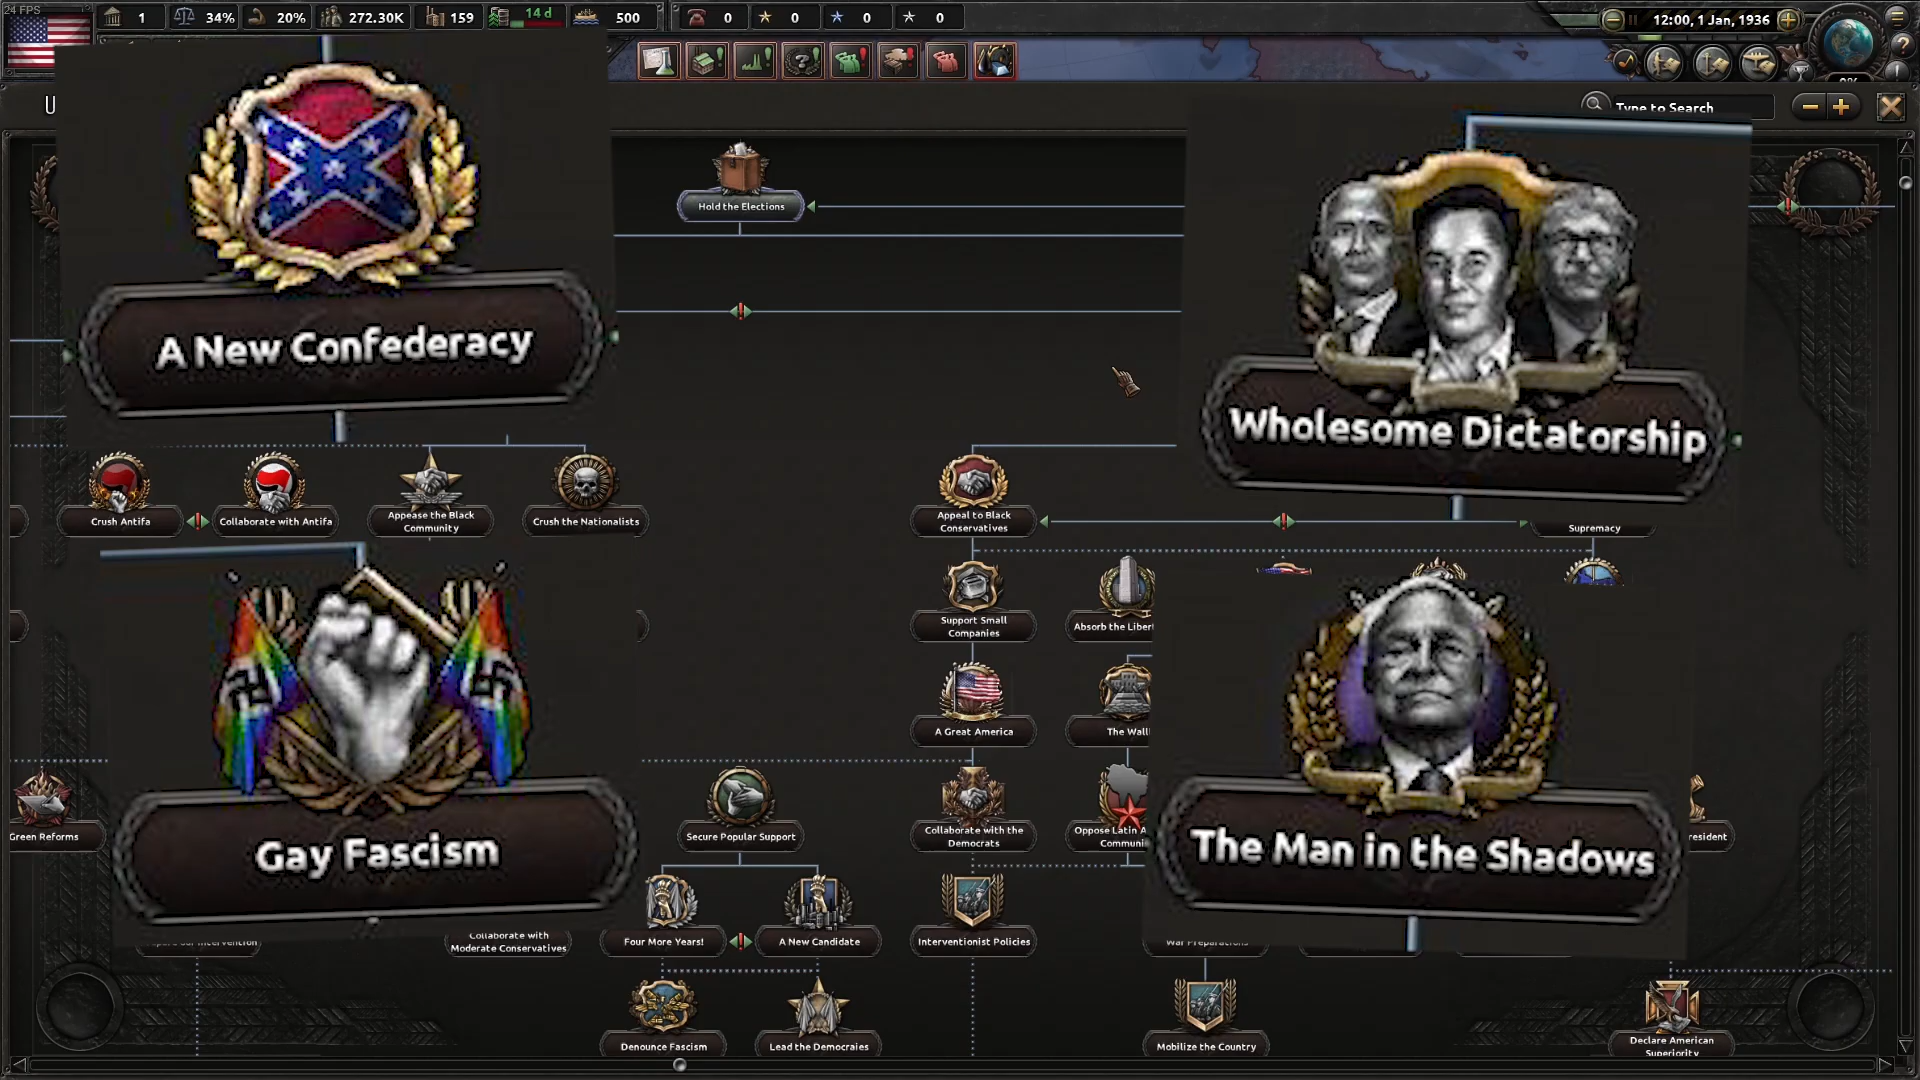 24 FPS
1
34%
20%
272.30K
159
14 d
500
0
0
0
0
12:00, 1 Jan, 1936
0%
U
Type to Search
Hold the Elections
A New Confederacy
Wholesome Dictatorship
Crush Antifa
Collaborate with Antifa
Appease the Black
Community
Crush the Nationalists
Appeal to Black
Conservatives
Supremacy
Support Small
Companies
Absorb the Libert
A Great America
The Wall
Gay Fascism
The Man in the Shadows
Green Reforms
Secure Popular Support
Collaborate with the
Democrats
Oppose Latin A
Communi
resident
Collaborate with
Moderate Conservatives
Four More Years!
A New Candidate
Interventionist Policies
War Preparations
Denounce Fascism
Lead the Democraies
Mobilize the Country
Declare American
Superiority